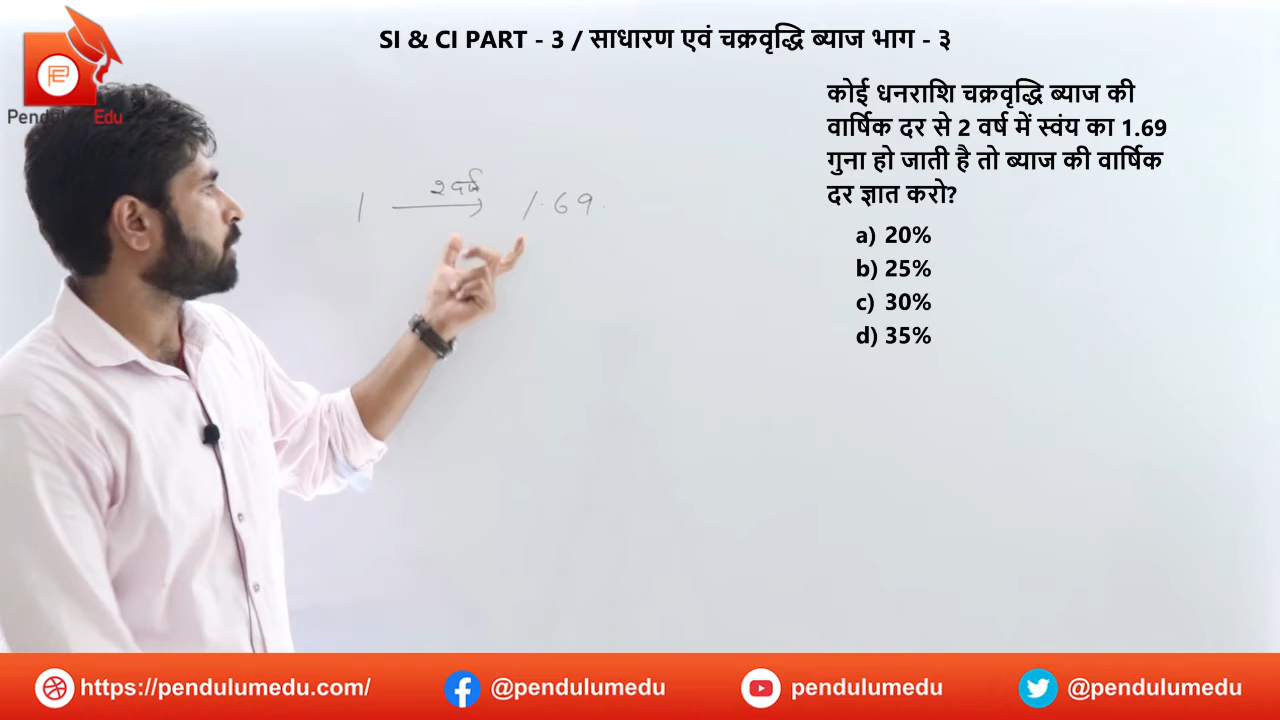 SI & CI PART - 3 / साधारण एवं चक्रवृद्धि ब्याज भाग - ३
कोई धनराशि चक्रवृद्धि ब्याज की
वार्षिक दर से 2 वर्ष में स्वंय का 1.69
गुना हो जाती है तो ब्याज की वार्षिक
दर ज्ञात करो?
a) 20%
b) 25%
c) 30%
d) 35%
Pendulum Edu
1 → 1.69
2 वर्ष
https://pendulumedu.com/
@pendulumedu
pendulumedu
@pendulumedu